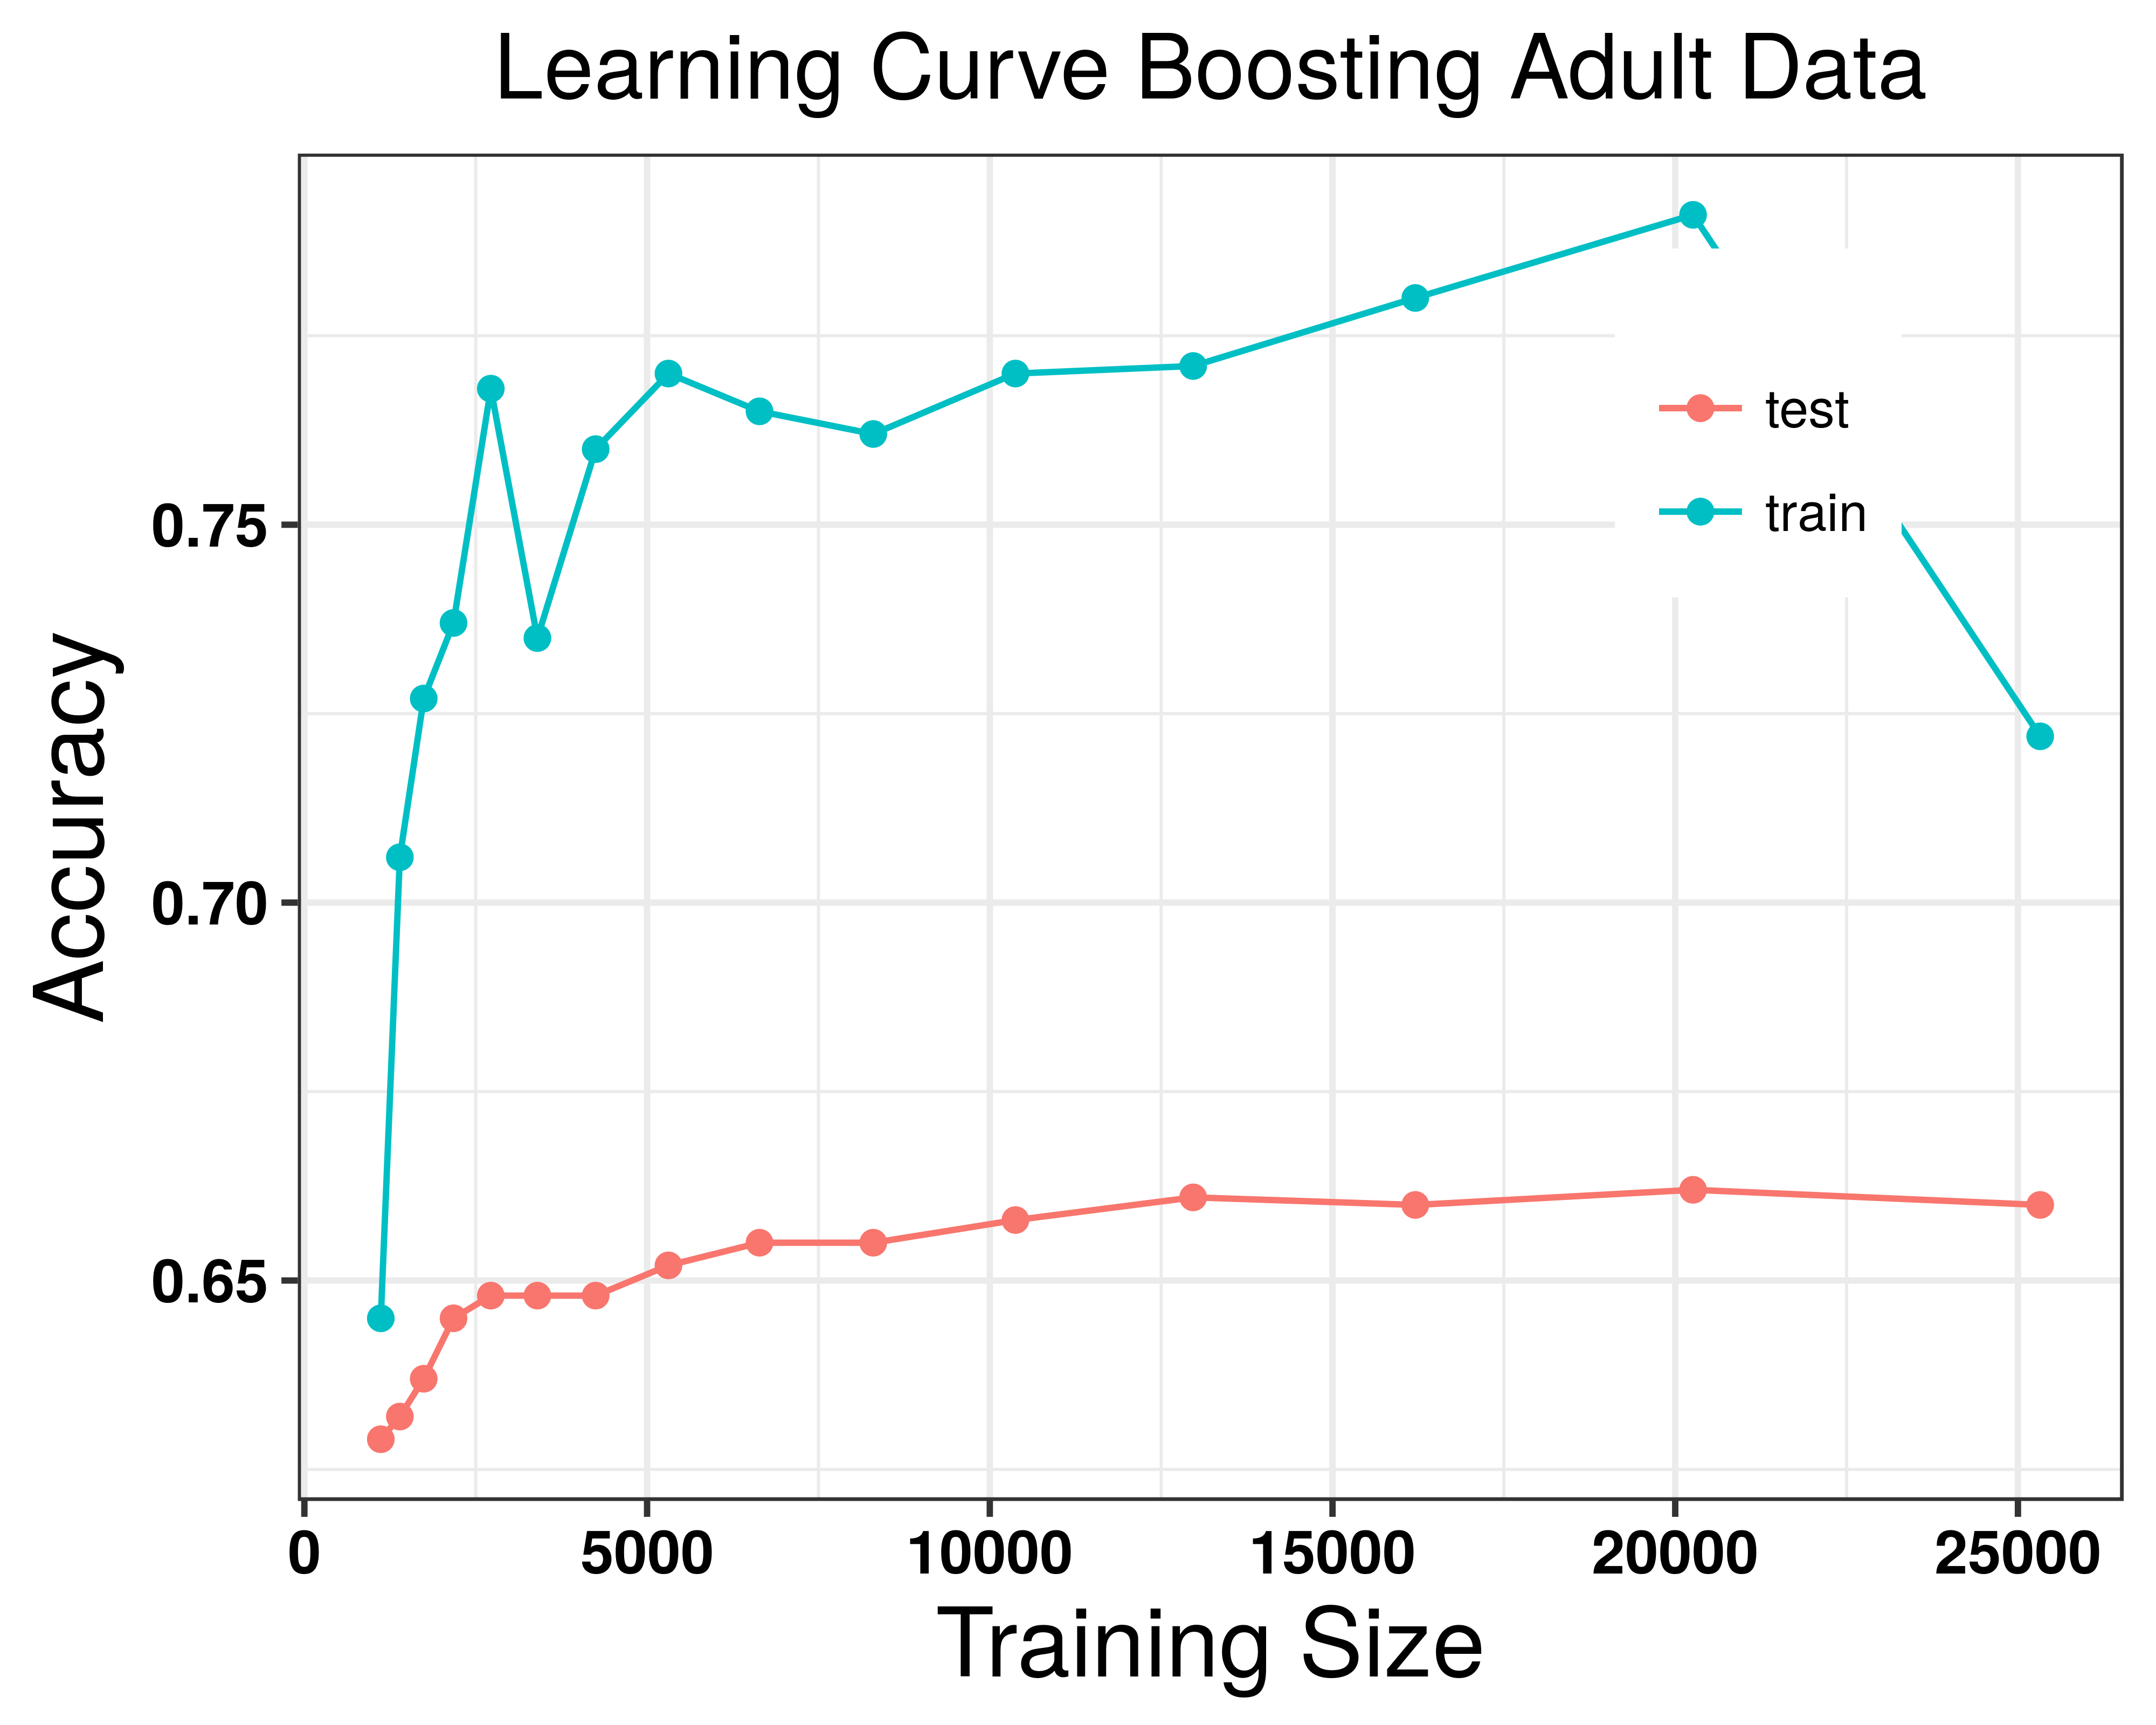 Learning Curve Boosting Adult Data
Accuracy
0.75
0.70
0.65
test
train
0 5000 10000 15000 20000 25000
Training Size